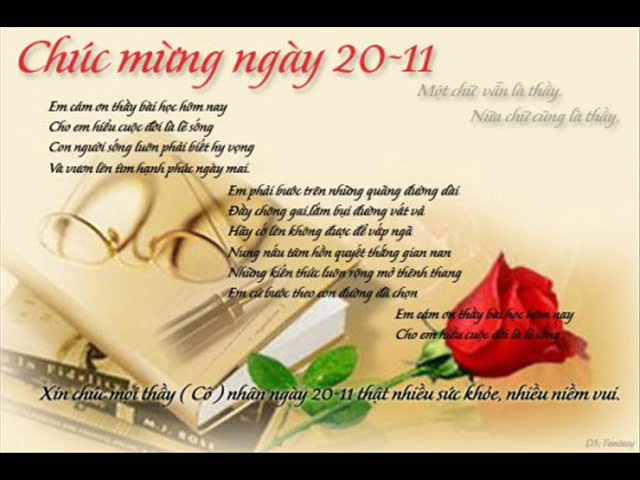 Chúc mừng ngày 20-11
Một chữ vẫn là thầy.
Nửa chữ cũng là thầy.
Em cám ơn thầy bài học hôm nay
Cho em hiểu cuộc đời là lẽ sống
Con người sống luôn phải biết hy vọng
Và vươn lên tìm hạnh phúc ngày mai.
Em phải bước trên những quãng đường dài
Đầy chông gai,lấm bụi đường vất vả
Hãy cố lên không được để vấp ngã
Nung nấu tâm hồn quyết thắng gian nan
Những kiến thức luôn rộng mở thênh thang
Em cứ bước theo con đường đã chọn
Em cám ơn thầy bài học hôm nay
Cho em hiểu cuộc đời là lẽ sống
Xin chúc mọi thầy ( Cô ) nhân ngày 20-11 thật nhiều sức khỏe, nhiều niềm vui.
M.J. ROSE
DS: Fantasy